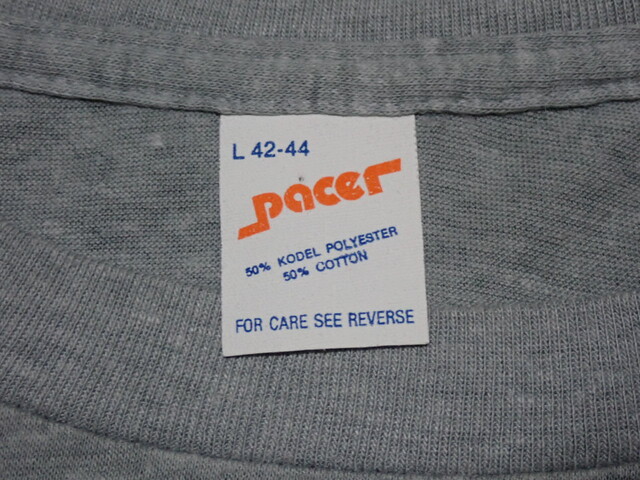 L 42-44
pacer
50% KODEL POLYESTER
50% COTTON
FOR CARE SEE REVERSE